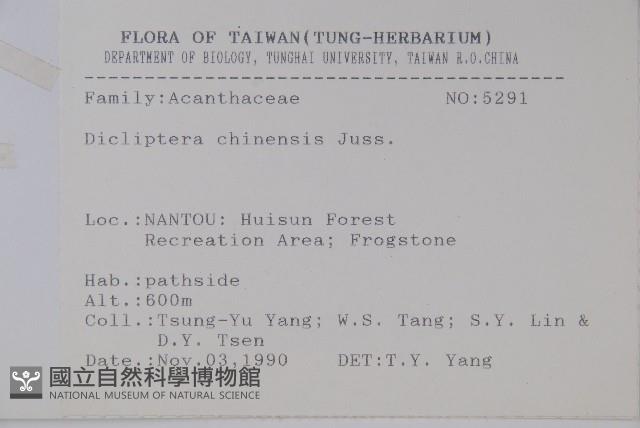 FLORA OF TAIWAN(TUNG-HERBARIUM)
DEPARTMENT OF BIOLOGY, TUNGHAI UNIVERSITY, TAIWAN R.O.CHINA
----------------------------------------
Family:Acanthaceae NO:5291
Dicliptera chinensis Juss.
Loc.:NANTOU: Huisun Forest
Recreation Area; Frogstone
Hab.:pathside
Alt.:600m
Coll.:Tsung-Yu Yang; W.S. Tang; S.Y. Lin &
D.Y. Tsen
Date.:Nov.03,1990 DET:T.Y. Yang
國立自然科學博物館
NATIONAL MUSEUM OF NATURAL SCIENCE